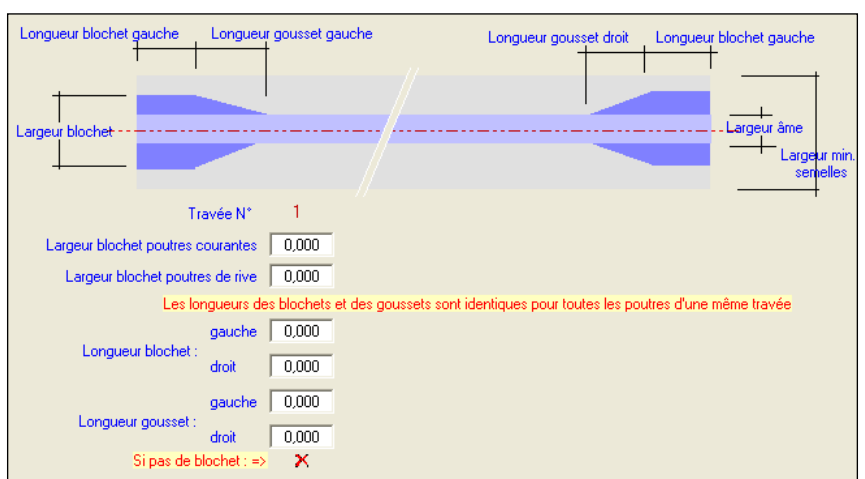 Longueur blochet gauche Longueur gousset gauche Longueur gousset droit Longueur blochet gauche
Largeur blochet
Largeur âme
Largeur min.
semelles
Travée N° 1
Largeur blochet poutres courantes 0,000
Largeur blochet poutres de rive 0,000
Les longueurs des blochets et des goussets sont identiques pour toutes les poutres d'une même travée
gauche 0,000
Longueur blochet :
droit 0,000
gauche 0,000
Longueur gousset :
droit 0,000
Si pas de blochet : =>